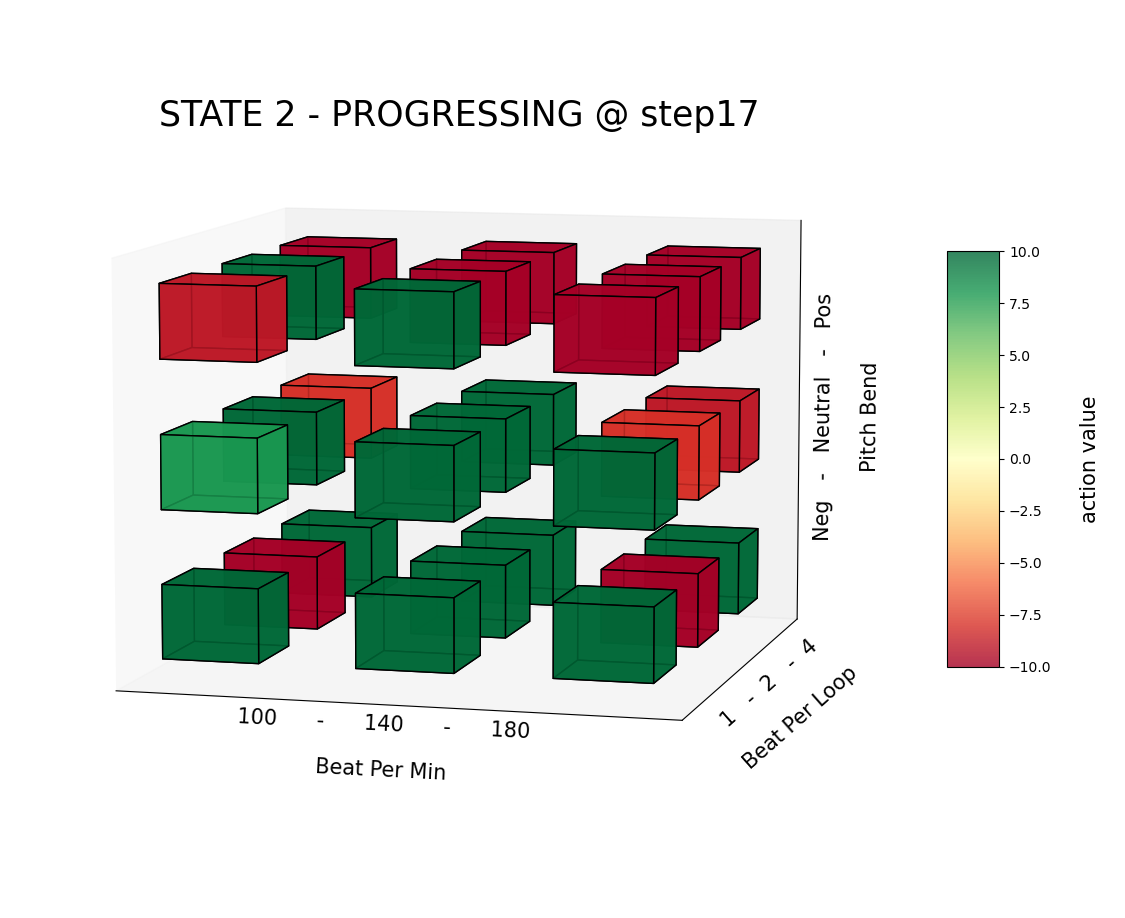 STATE 2 - PROGRESSING @ step17
Neg - Neutral - Pos
Pitch Bend
100 - 140 - 180
Beat Per Min
1 - 2 - 4
Beat Per Loop
10.0
7.5
5.0
2.5
0.0
−2.5
−5.0
−7.5
−10.0
action value